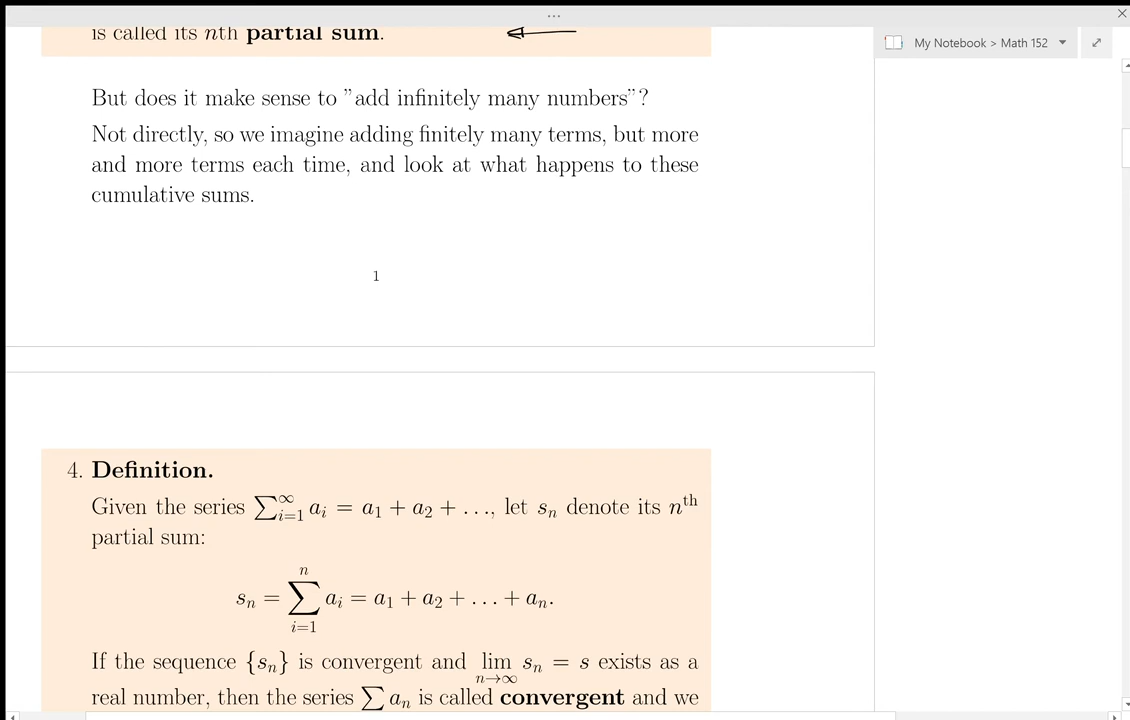 ...
My Notebook > Math 152
is called its nth partial sum.
But does it make sense to ”add infinitely many numbers”?
Not directly, so we imagine adding finitely many terms, but more
and more terms each time, and look at what happens to these
cumulative sums.
1
4. Definition.
Given the series ∑_{i=1}^{∞} a_i = a_1 + a_2 + . . ., let s_n denote its n^{th}
partial sum:
s_n = ∑_{i=1}^{n} a_i = a_1 + a_2 + . . . + a_n.
If the sequence {s_n} is convergent and lim_{n→∞} s_n = s exists as a
real number, then the series ∑ a_n is called convergent and we